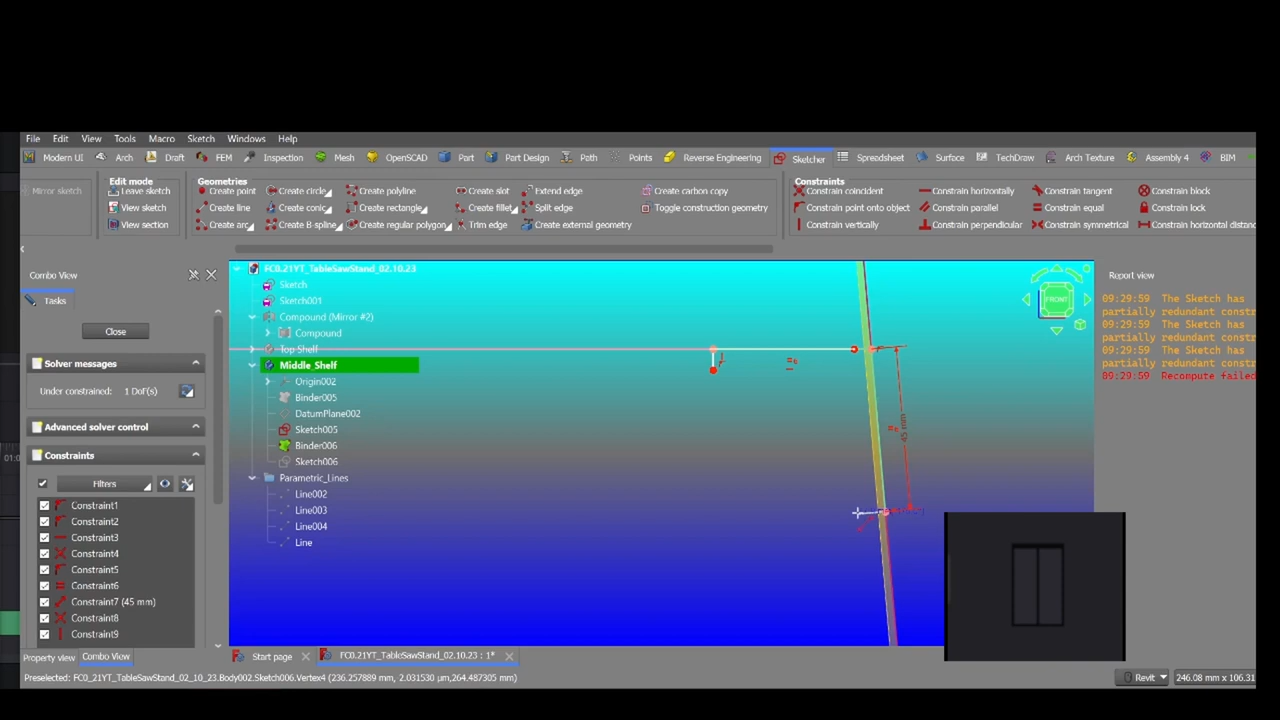 File Edit View Tools Macro Sketch Windows Help
Modern UI Arch Draft FEM Inspection Mesh OpenSCAD Part Part Design Path Points Reverse Engineering Sketcher Spreadsheet Surface TechDraw Arch Texture Assembly 4 BIM
Edit mode Geometries Constraints
Mirror sketch Leave sketch Create point Create circle Create polyline Create slot Extend edge Create carbon copy Constrain coincident Constrain horizontally Constrain tangent Constrain block
View sketch Create line Create conic Create rectangle Create fillet Split edge Toggle construction geometry Constrain point onto object Constrain parallel Constrain equal Constrain lock
View section Create arc Create B-spline Create regular polygon Trim edge Create external geometry Constrain vertically Constrain perpendicular Constrain symmetrical Constrain horizontal distanc
Combo View
Tasks
Close
Solver messages
Under constrained: 1 DoF(s)
Advanced solver control
Constraints
Filters
Constraint1
Constraint2
Constraint3
Constraint4
Constraint5
Constraint6
Constraint7 (45 mm)
Constraint8
Constraint9
Property view Combo View
FC0.21YT_TableSawStand_02.10.23
Sketch
Sketch001
Compound (Mirror #2)
Compound
Top Shelf
Middle_Shelf
Origin002
Binder005
DatumPlane002
Sketch005
Binder006
Sketch006
Parametric_Lines
Line002
Line003
Line004
Line
45 mm
FRONT
Report view
09:29:59 The Sketch has
partially redundant constr
09:29:59 The Sketch has
partially redundant constr
09:29:59 The Sketch has
partially redundant constr
09:29:59 Recompute failed
Start page FC0.21YT_TableSawStand_02.10.23 : 1*
Preselected: FC0_21YT_TableSawStand_02_10_23.Body002.Sketch006.Vertex4 (236.257889 mm, 2.031530 μm,264.487305 mm)
Revit 246.08 mm x 106.31